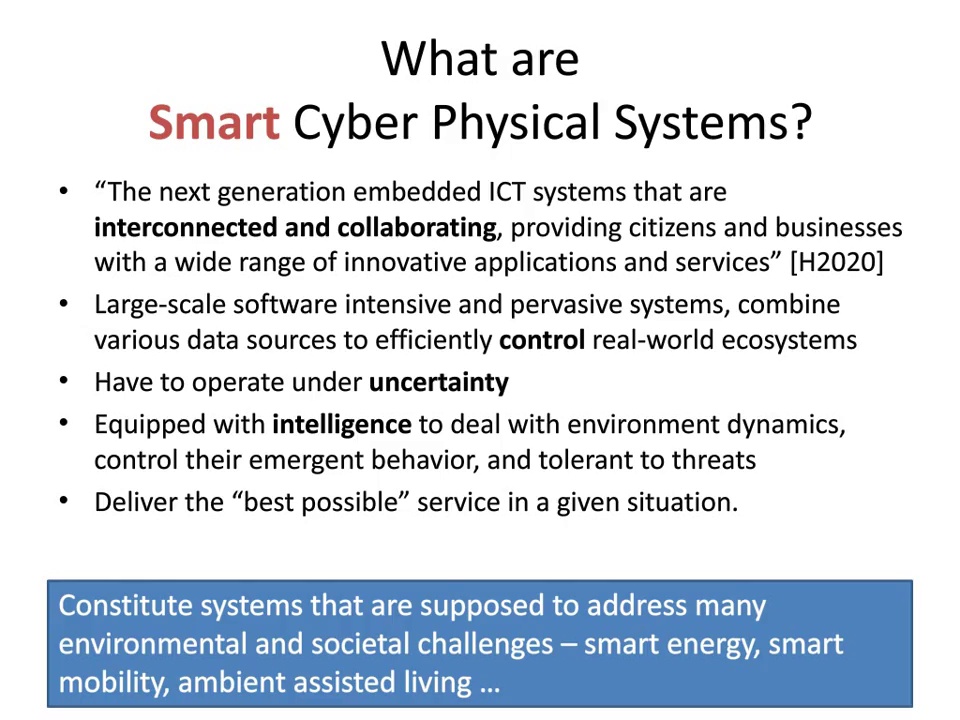 What are
Smart Cyber Physical Systems?
• “The next generation embedded ICT systems that are
interconnected and collaborating, providing citizens and businesses
with a wide range of innovative applications and services” [H2020]
• Large-scale software intensive and pervasive systems, combine
various data sources to efficiently control real-world ecosystems
• Have to operate under uncertainty
• Equipped with intelligence to deal with environment dynamics,
control their emergent behavior, and tolerant to threats
• Deliver the “best possible” service in a given situation.
Constitute systems that are supposed to address many
environmental and societal challenges – smart energy, smart
mobility, ambient assisted living …